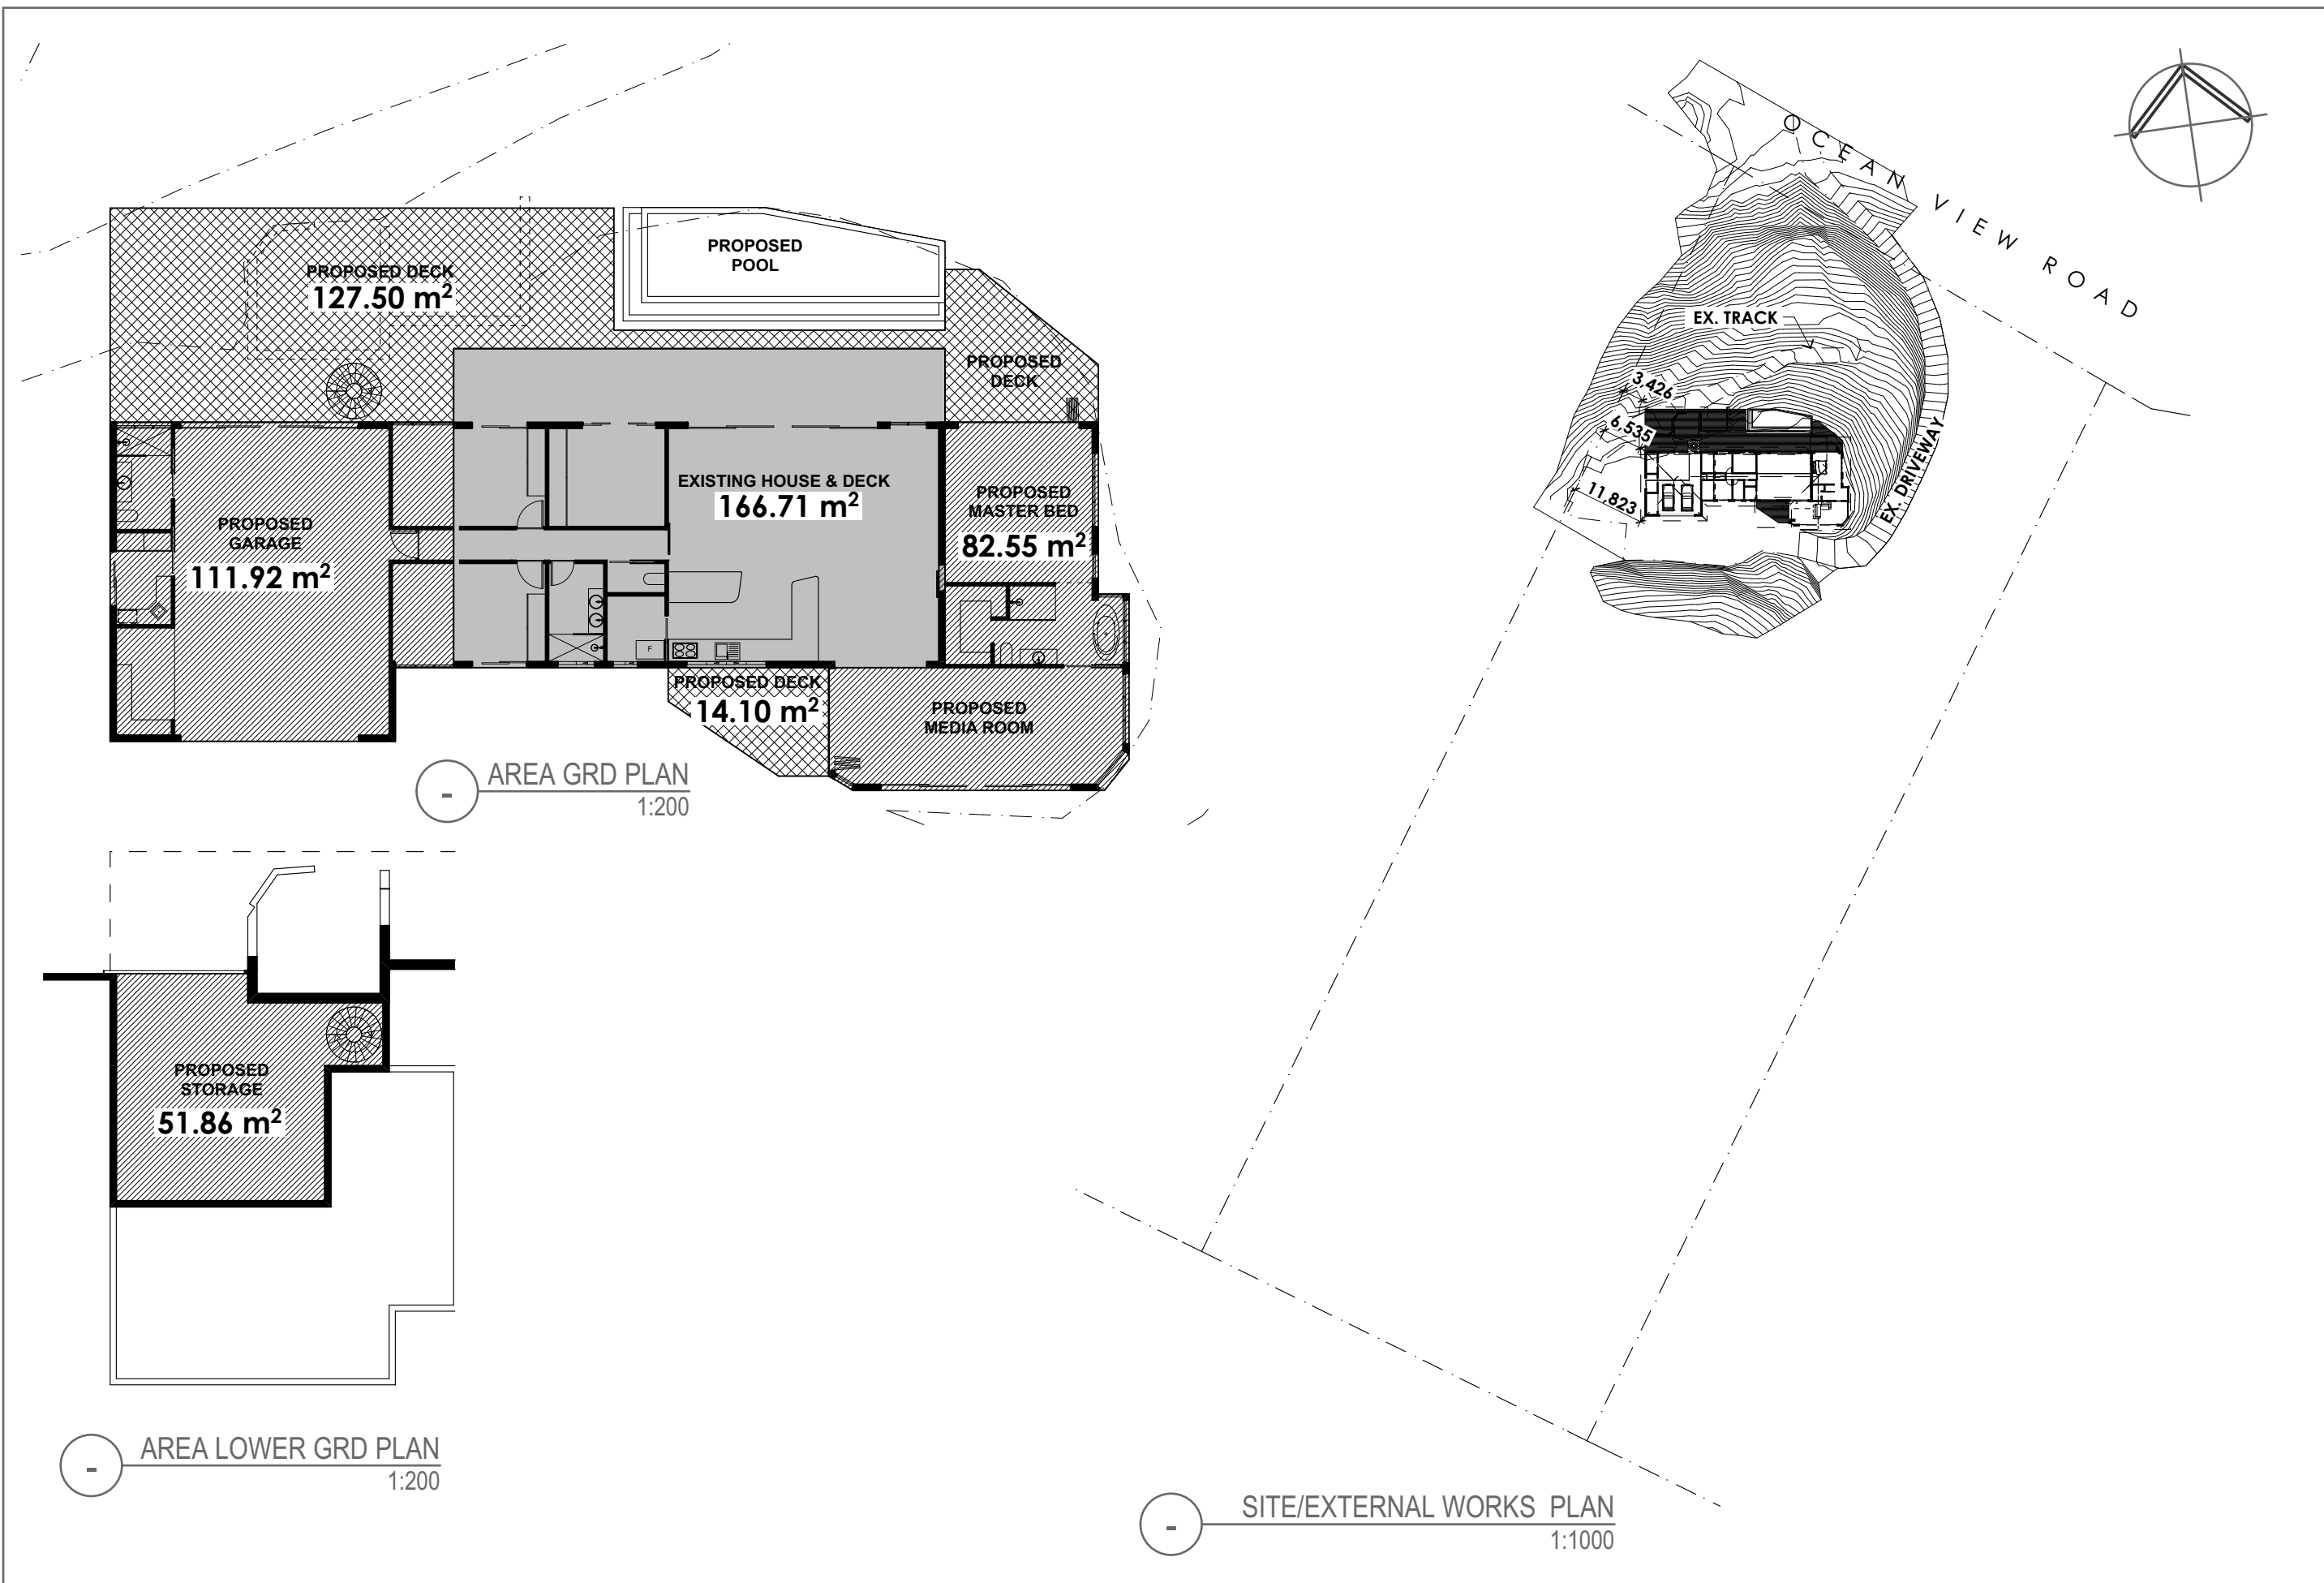 PROPOSED
POOL
PROPOSED DECK
127.50 m²
PROPOSED
DECK
EXISTING HOUSE & DECK
166.71 m²
PROPOSED
MASTER BED
82.55 m²
PROPOSED
GARAGE
111.92 m²
F
PROPOSED DECK
14.10 m²
PROPOSED
MEDIA ROOM
-
AREA GRD PLAN
1:200
PROPOSED
STORAGE
51.86 m²
-
AREA LOWER GRD PLAN
1:200
OCEAN VIEW ROAD
EX. TRACK
3,426
6,535
11,823
EX. DRIVEWAY
-
SITE/EXTERNAL WORKS PLAN
1:1000